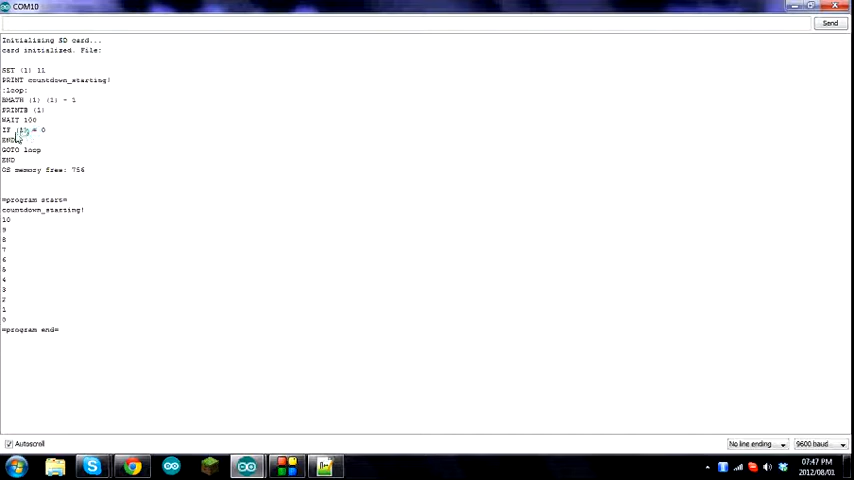 COM10
Send
Initializing SD card...
card initialized. File:
SET (1) 11
PRINT countdown_starting!
:loop:
BMATH (1) (1) - 1
PRINTB (1)
WAIT 100
IF (1) = 0
END
GOTO loop
END
OS memory free: 756
=program start=
countdown_starting!
10
9
8
7
6
5
4
3
2
1
0
=program end=
Autoscroll
No line ending
9600 baud
07:47 PM
2012/08/01